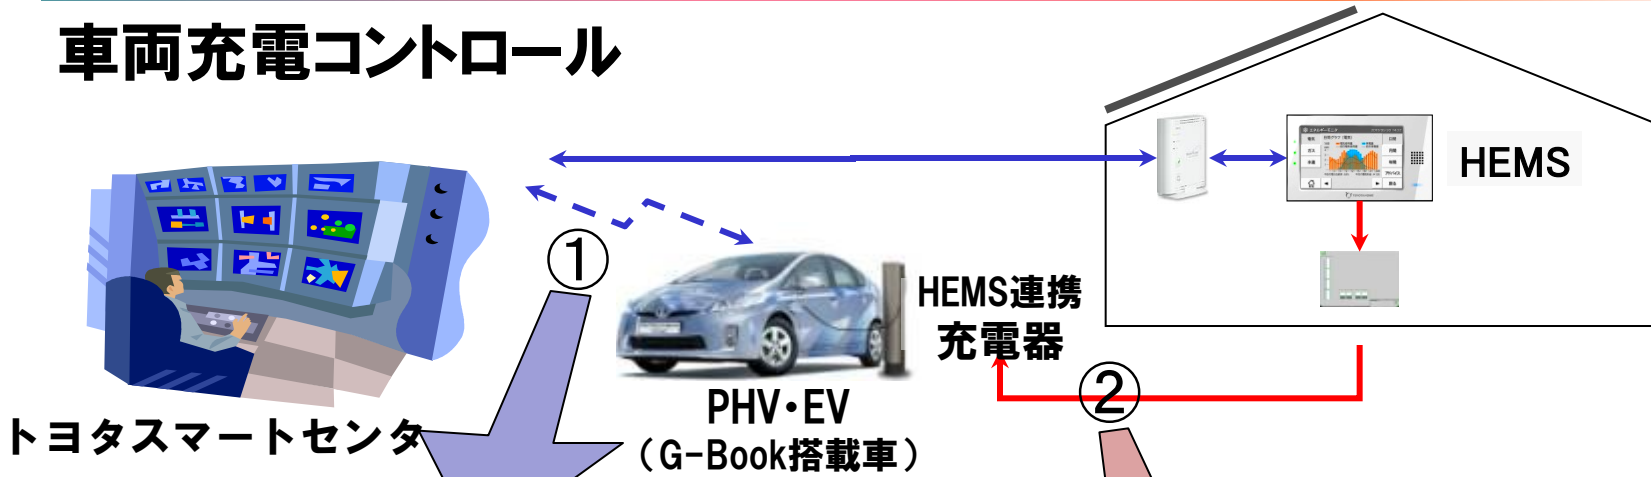 車両充電コントロール
HEMS
①
HEMS連携
充電器
PHV・EV
（G-Book搭載車）
②
トヨタスマートセンタ